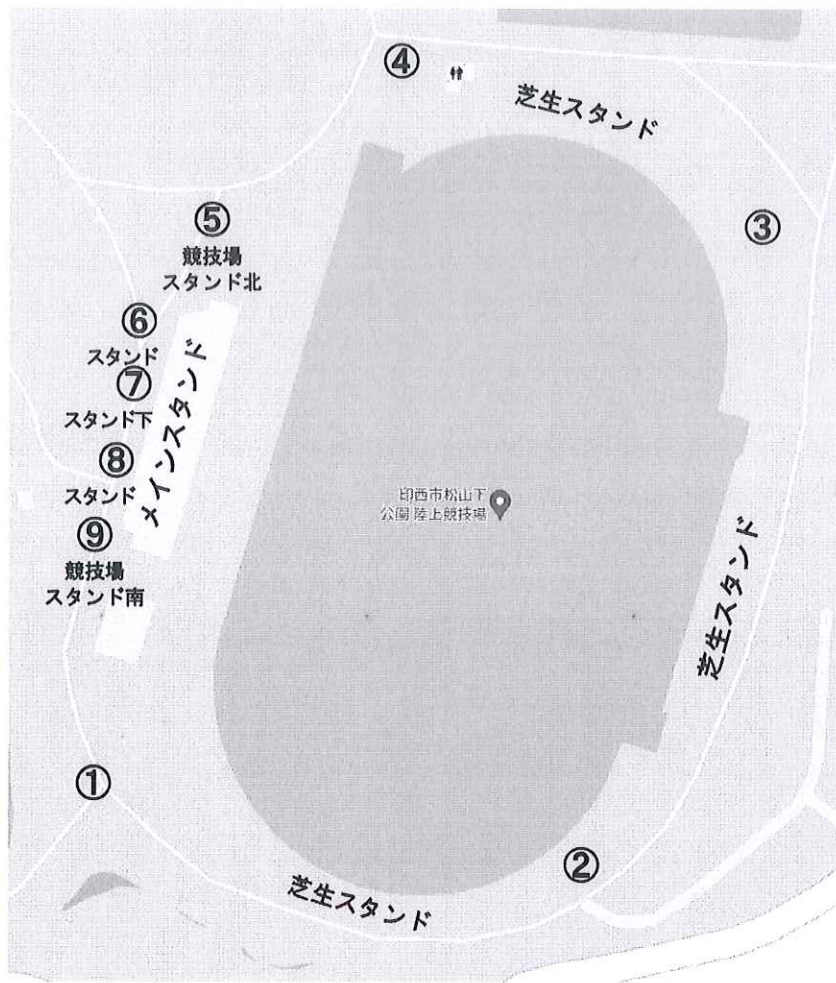 ④
芝生スタンド
③
⑤
競技場
スタンド北
⑥
スタンド
⑦
スタンド下
メインスタンド
⑧
スタンド
印西市松山下
公園 陸上競技場
⑨
競技場
スタンド南
芝生スタンド
①
②
芝生スタンド